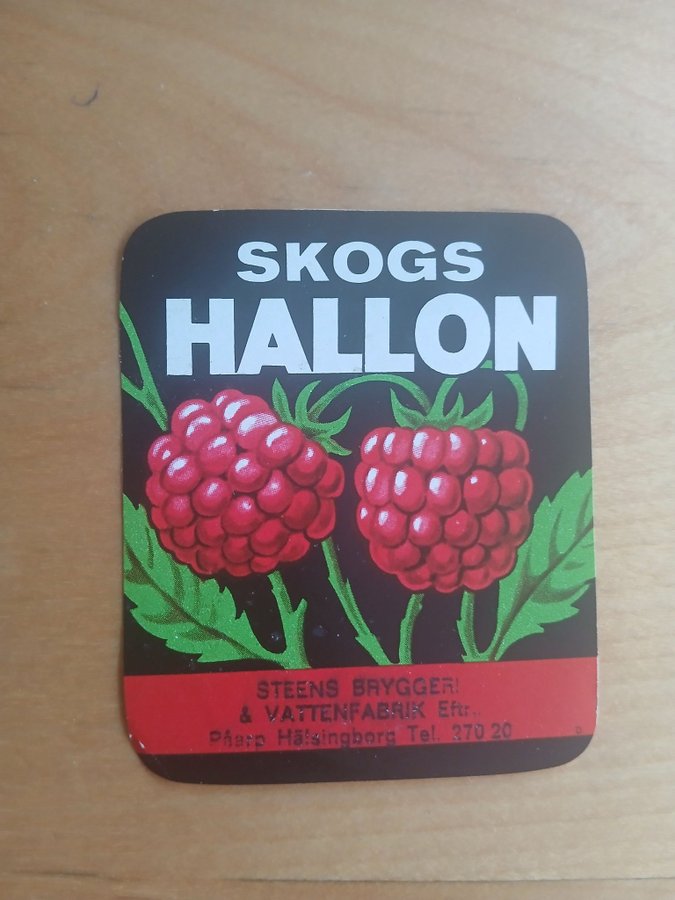 SKOGS
HALLON
STEENS BRYGGERI
& VATTENFABRIK Eftr.
Påarp Hälsingborg Tel. 270 20